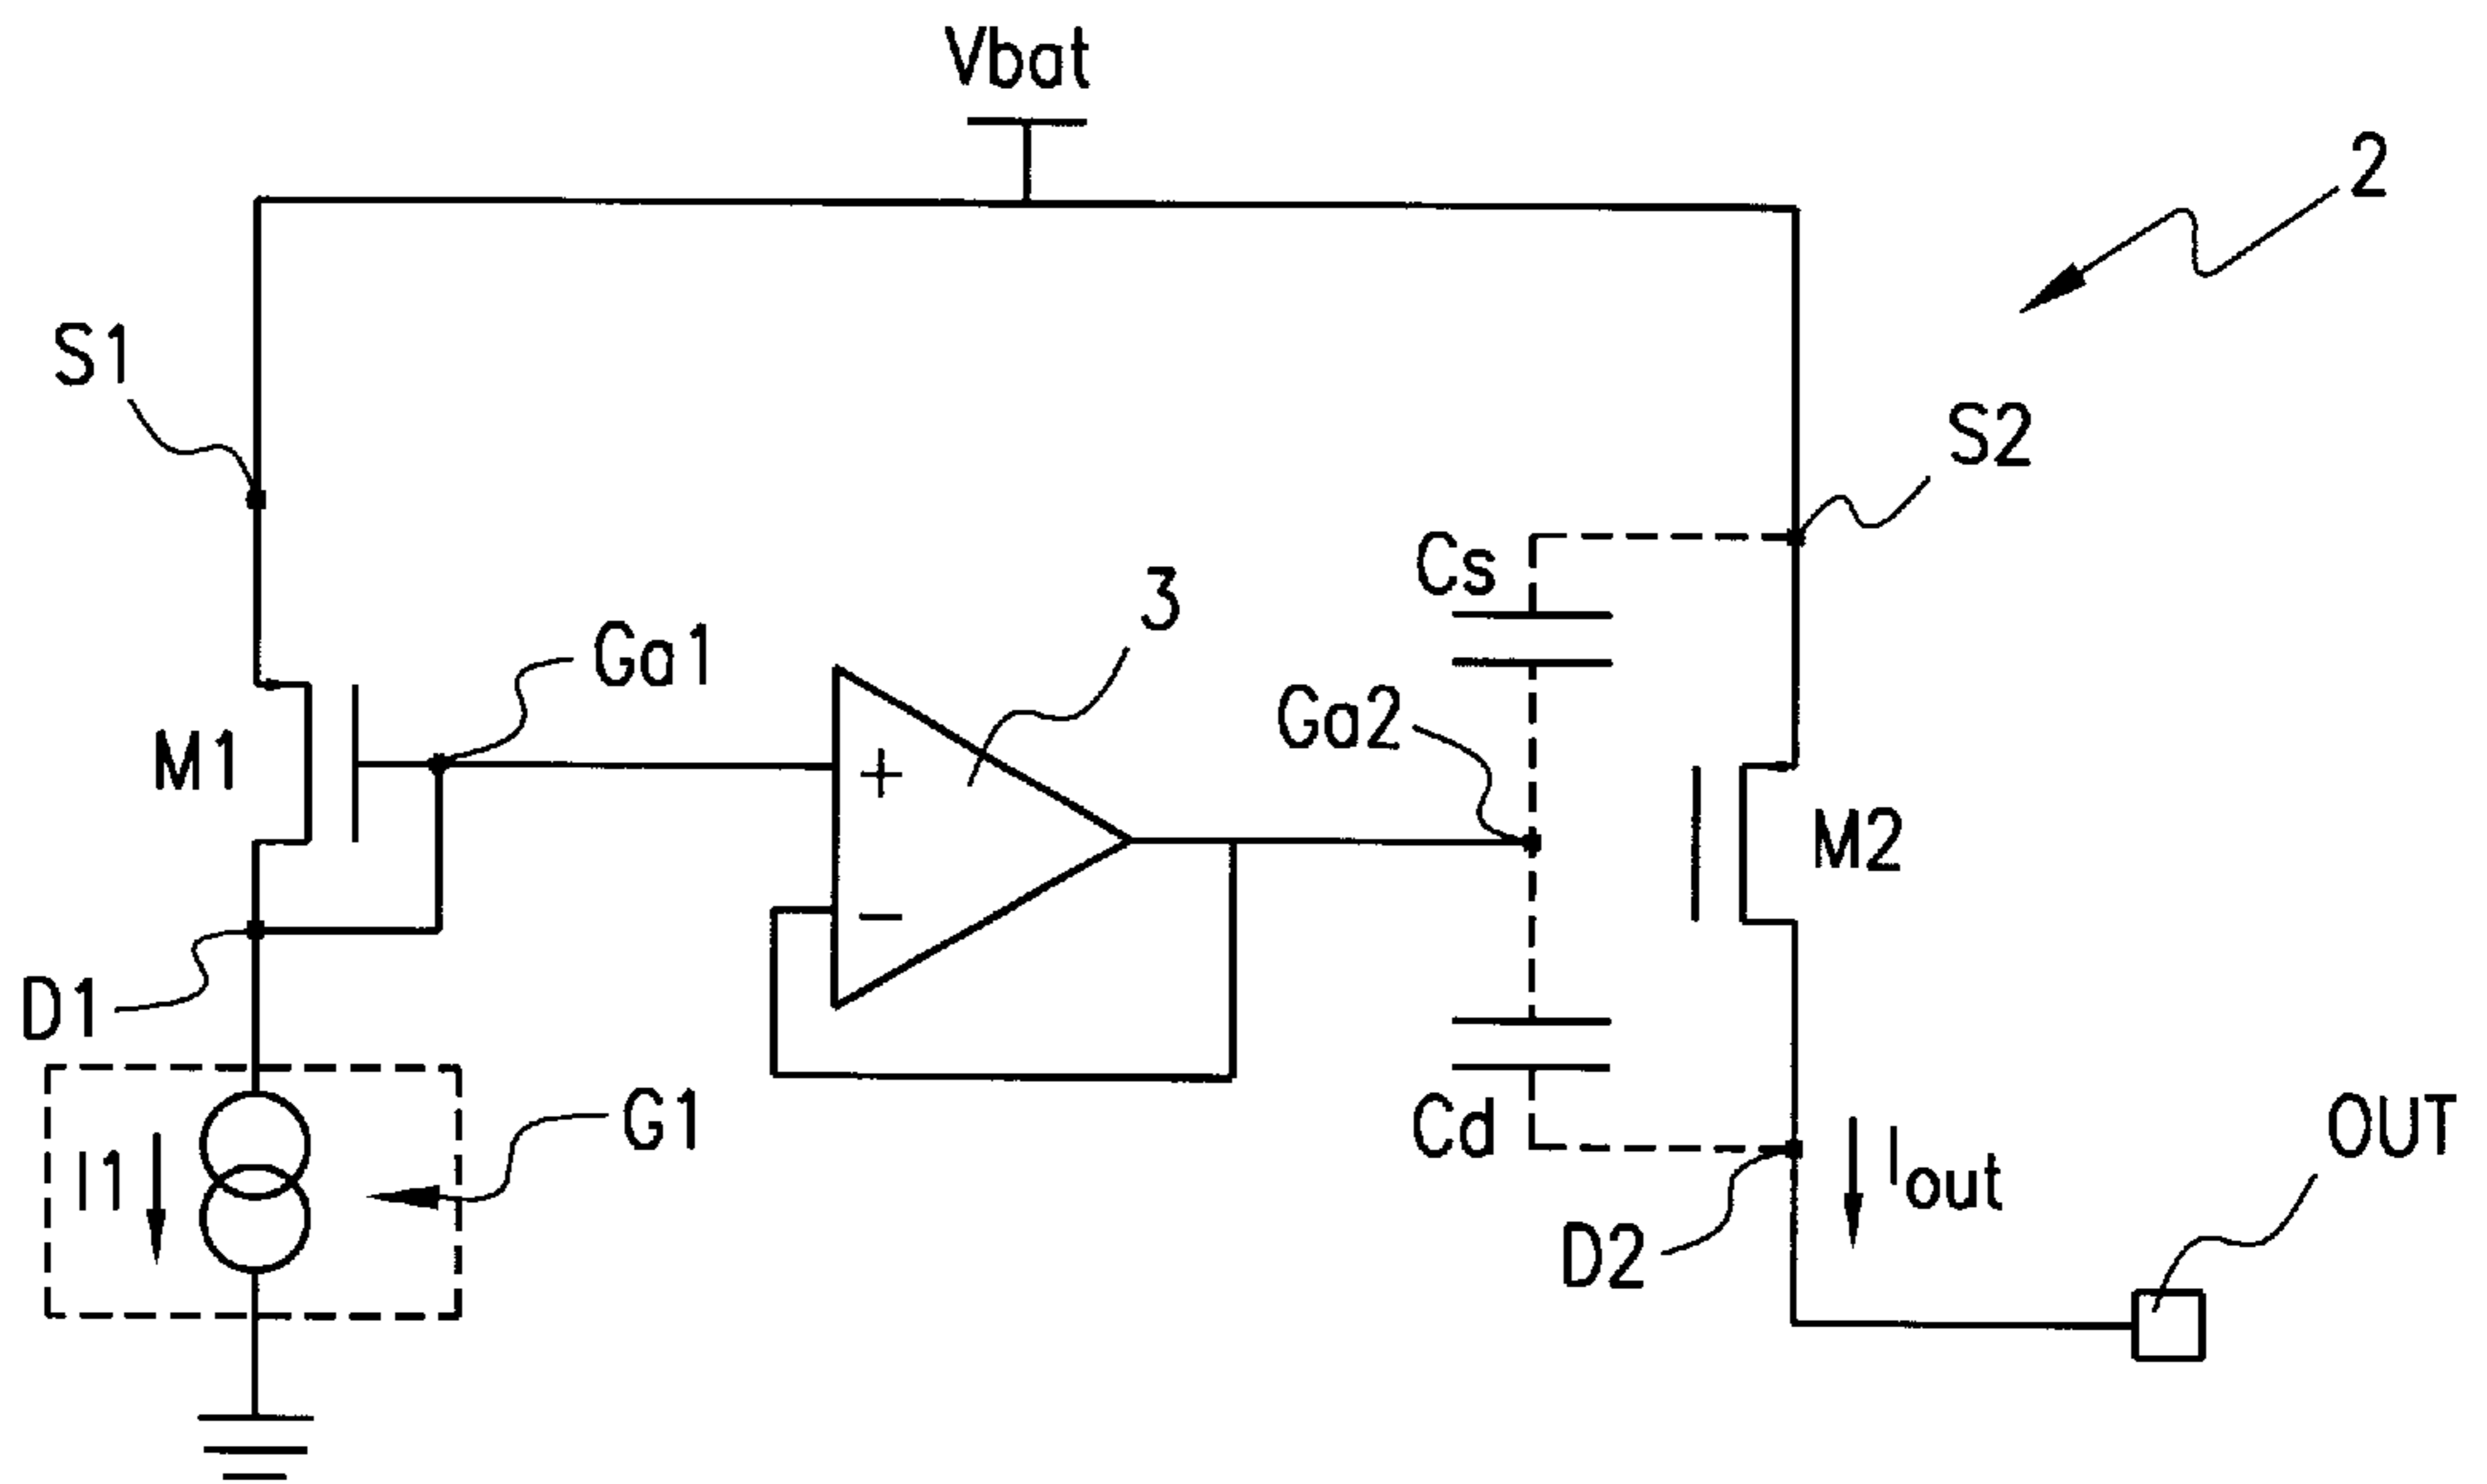 Vbat
2
S1
S2
Cs
3
Ga1
Ga2
M1
+
M2
−
D1
G1
Cd
I1
Iout
OUT
D2